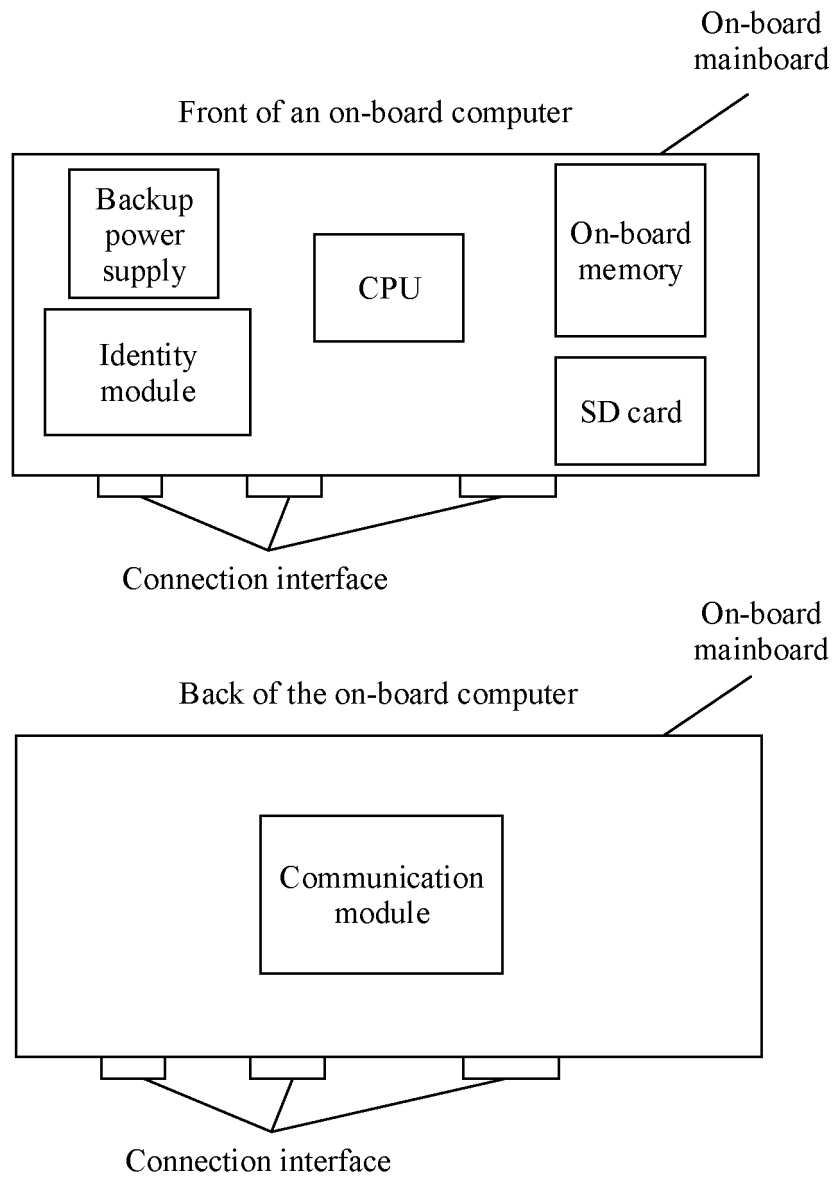 On-board
mainboard
Front of an on-board computer
Backup
power
supply
CPU
On-board
memory
Identity
module
SD card
Connection interface
On-board
mainboard
Back of the on-board computer
Communication
module
Connection interface